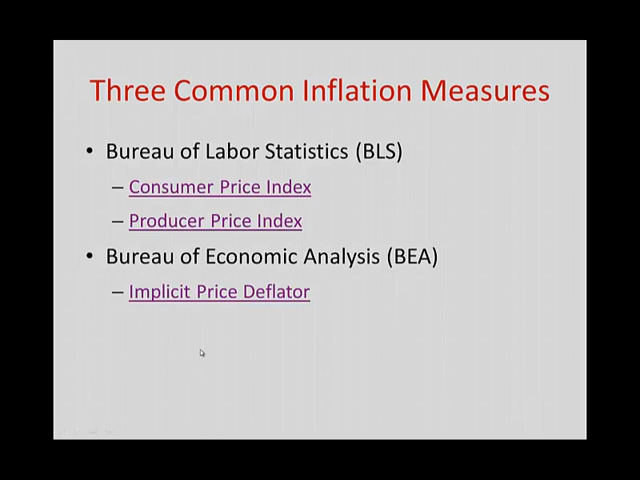 Three Common Inflation Measures
• Bureau of Labor Statistics (BLS)
– Consumer Price Index
– Producer Price Index
• Bureau of Economic Analysis (BEA)
– Implicit Price Deflator